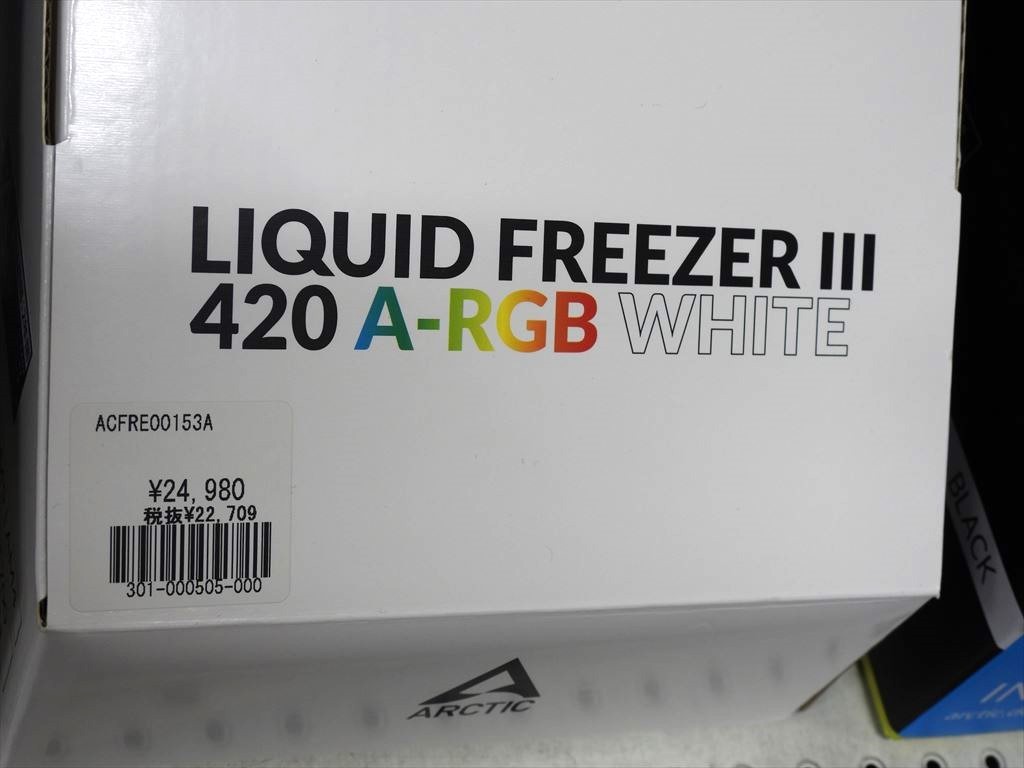 LIQUID FREEZER III
420 A-RGB WHITE
ACFRE00153A
¥24,980
税抜¥22,709
301-000505-000
ARCTIC
BLACK